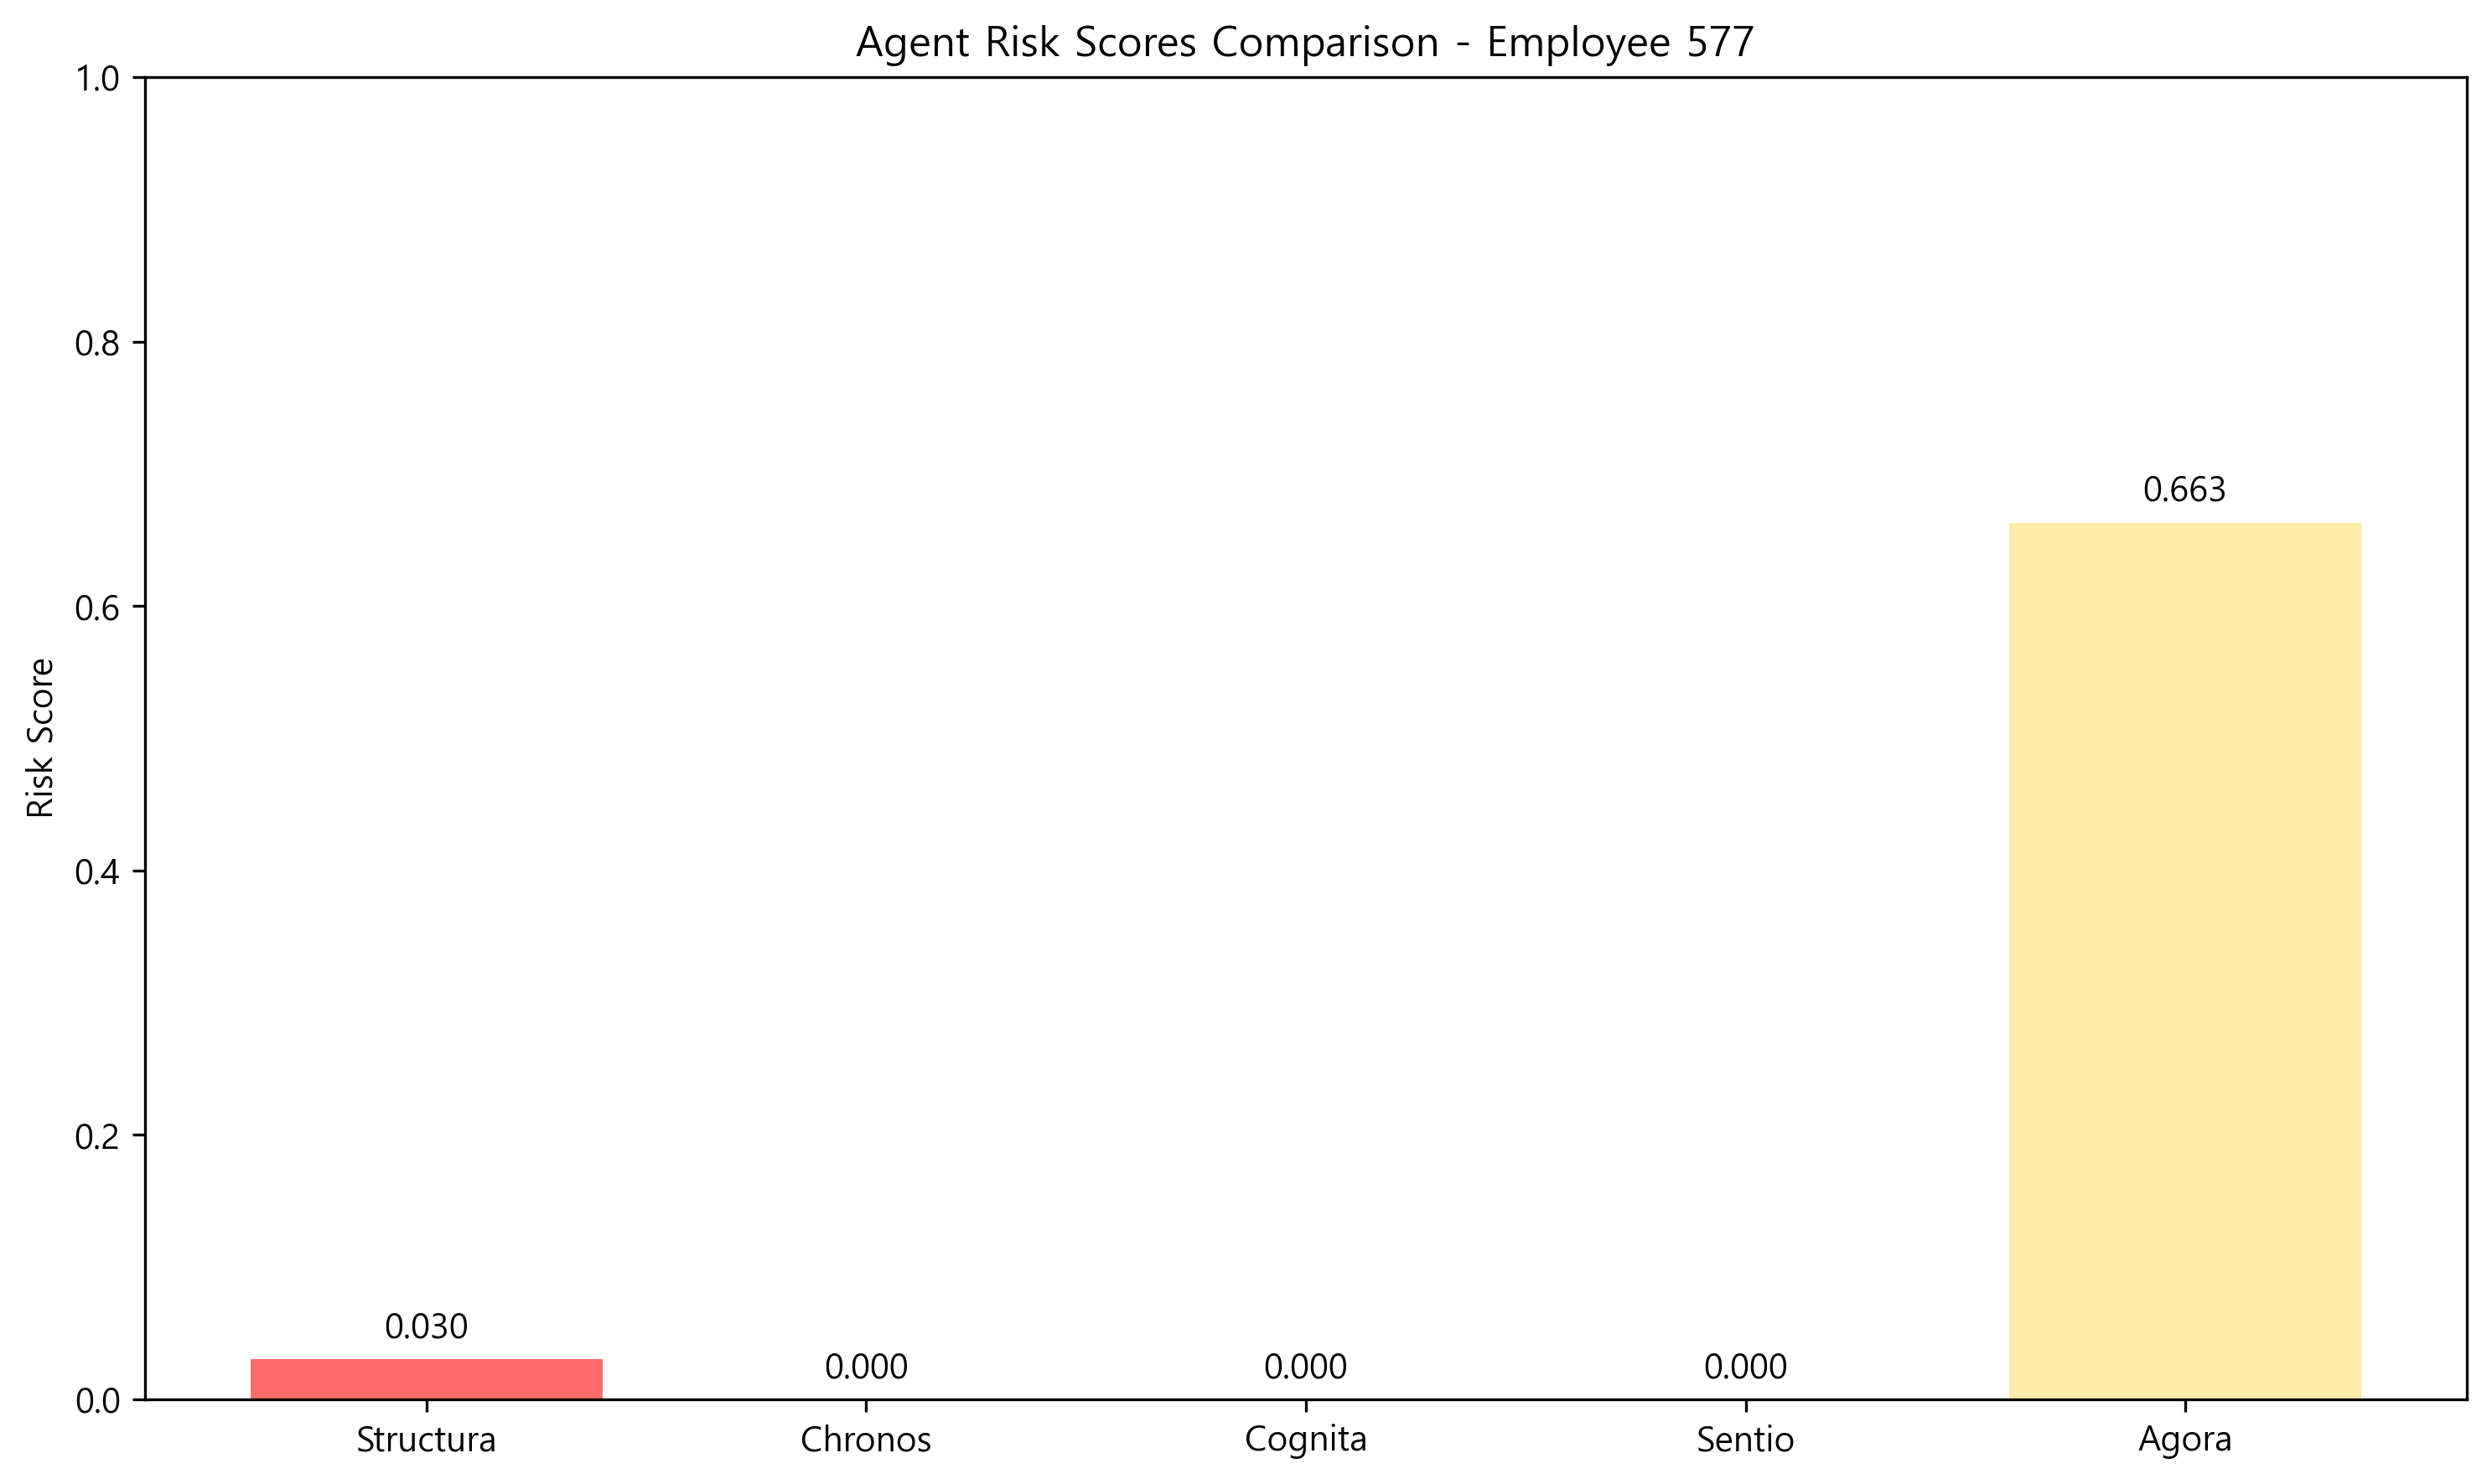 Agent Risk Scores Comparison - Employee 577
1.0
0.8
0.6
0.4
0.2
0.0
Risk Score
0.030
0.000
0.000
0.000
0.663
Structura
Chronos
Cognita
Sentio
Agora